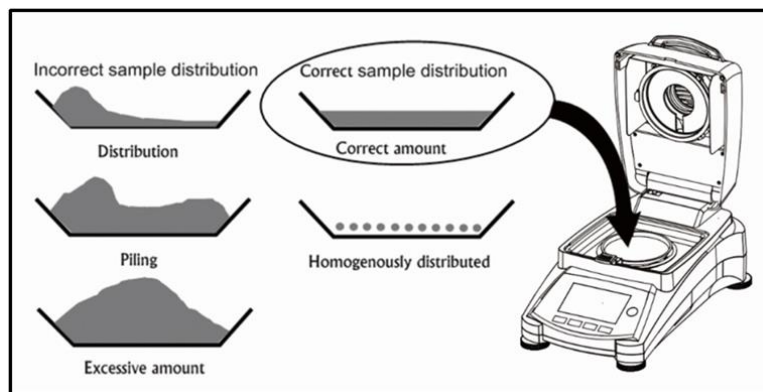 Incorrect sample distribution
Correct sample distribution
Distribution
Correct amount
Piling
Homogenously distributed
Excessive amount